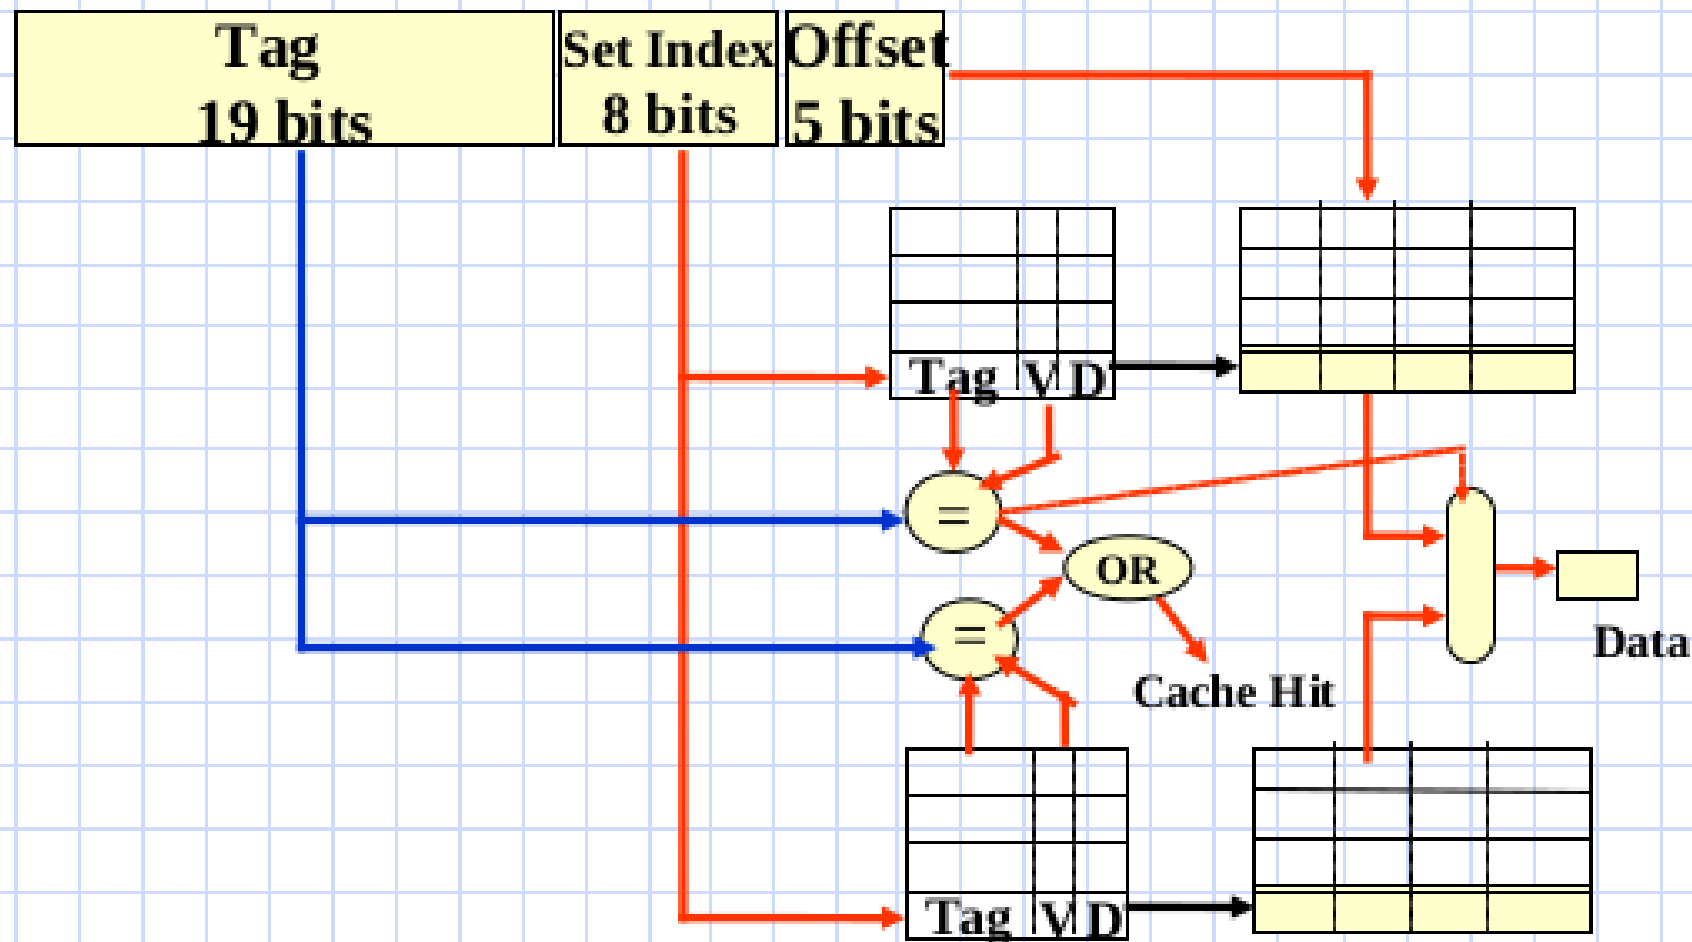 Tag
19 bits
Set Index
8 bits
Offset
5 bits
Tag V D
=
OR
=
Data
Cache Hit
Tag V D